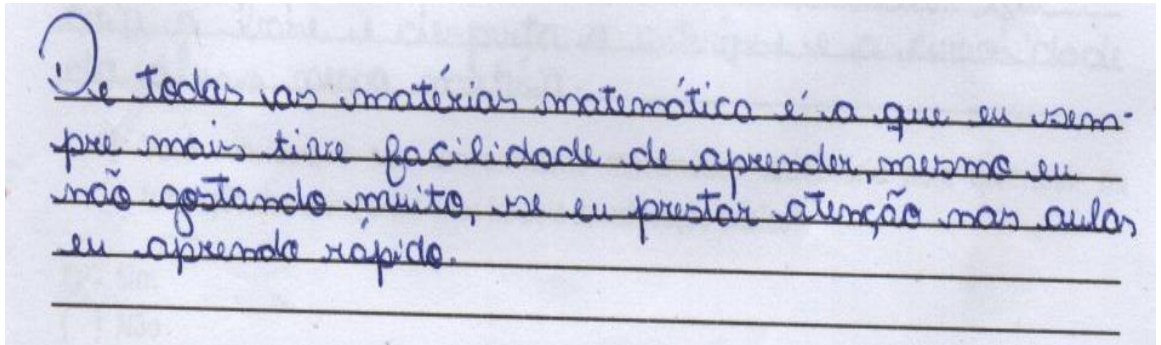 De todas as matérias matemática é a que eu sem-
pre mais tive facilidade de aprender, mesmo eu
não gostando muito, se eu prestar atenção nas aulas
eu aprendo rápido.